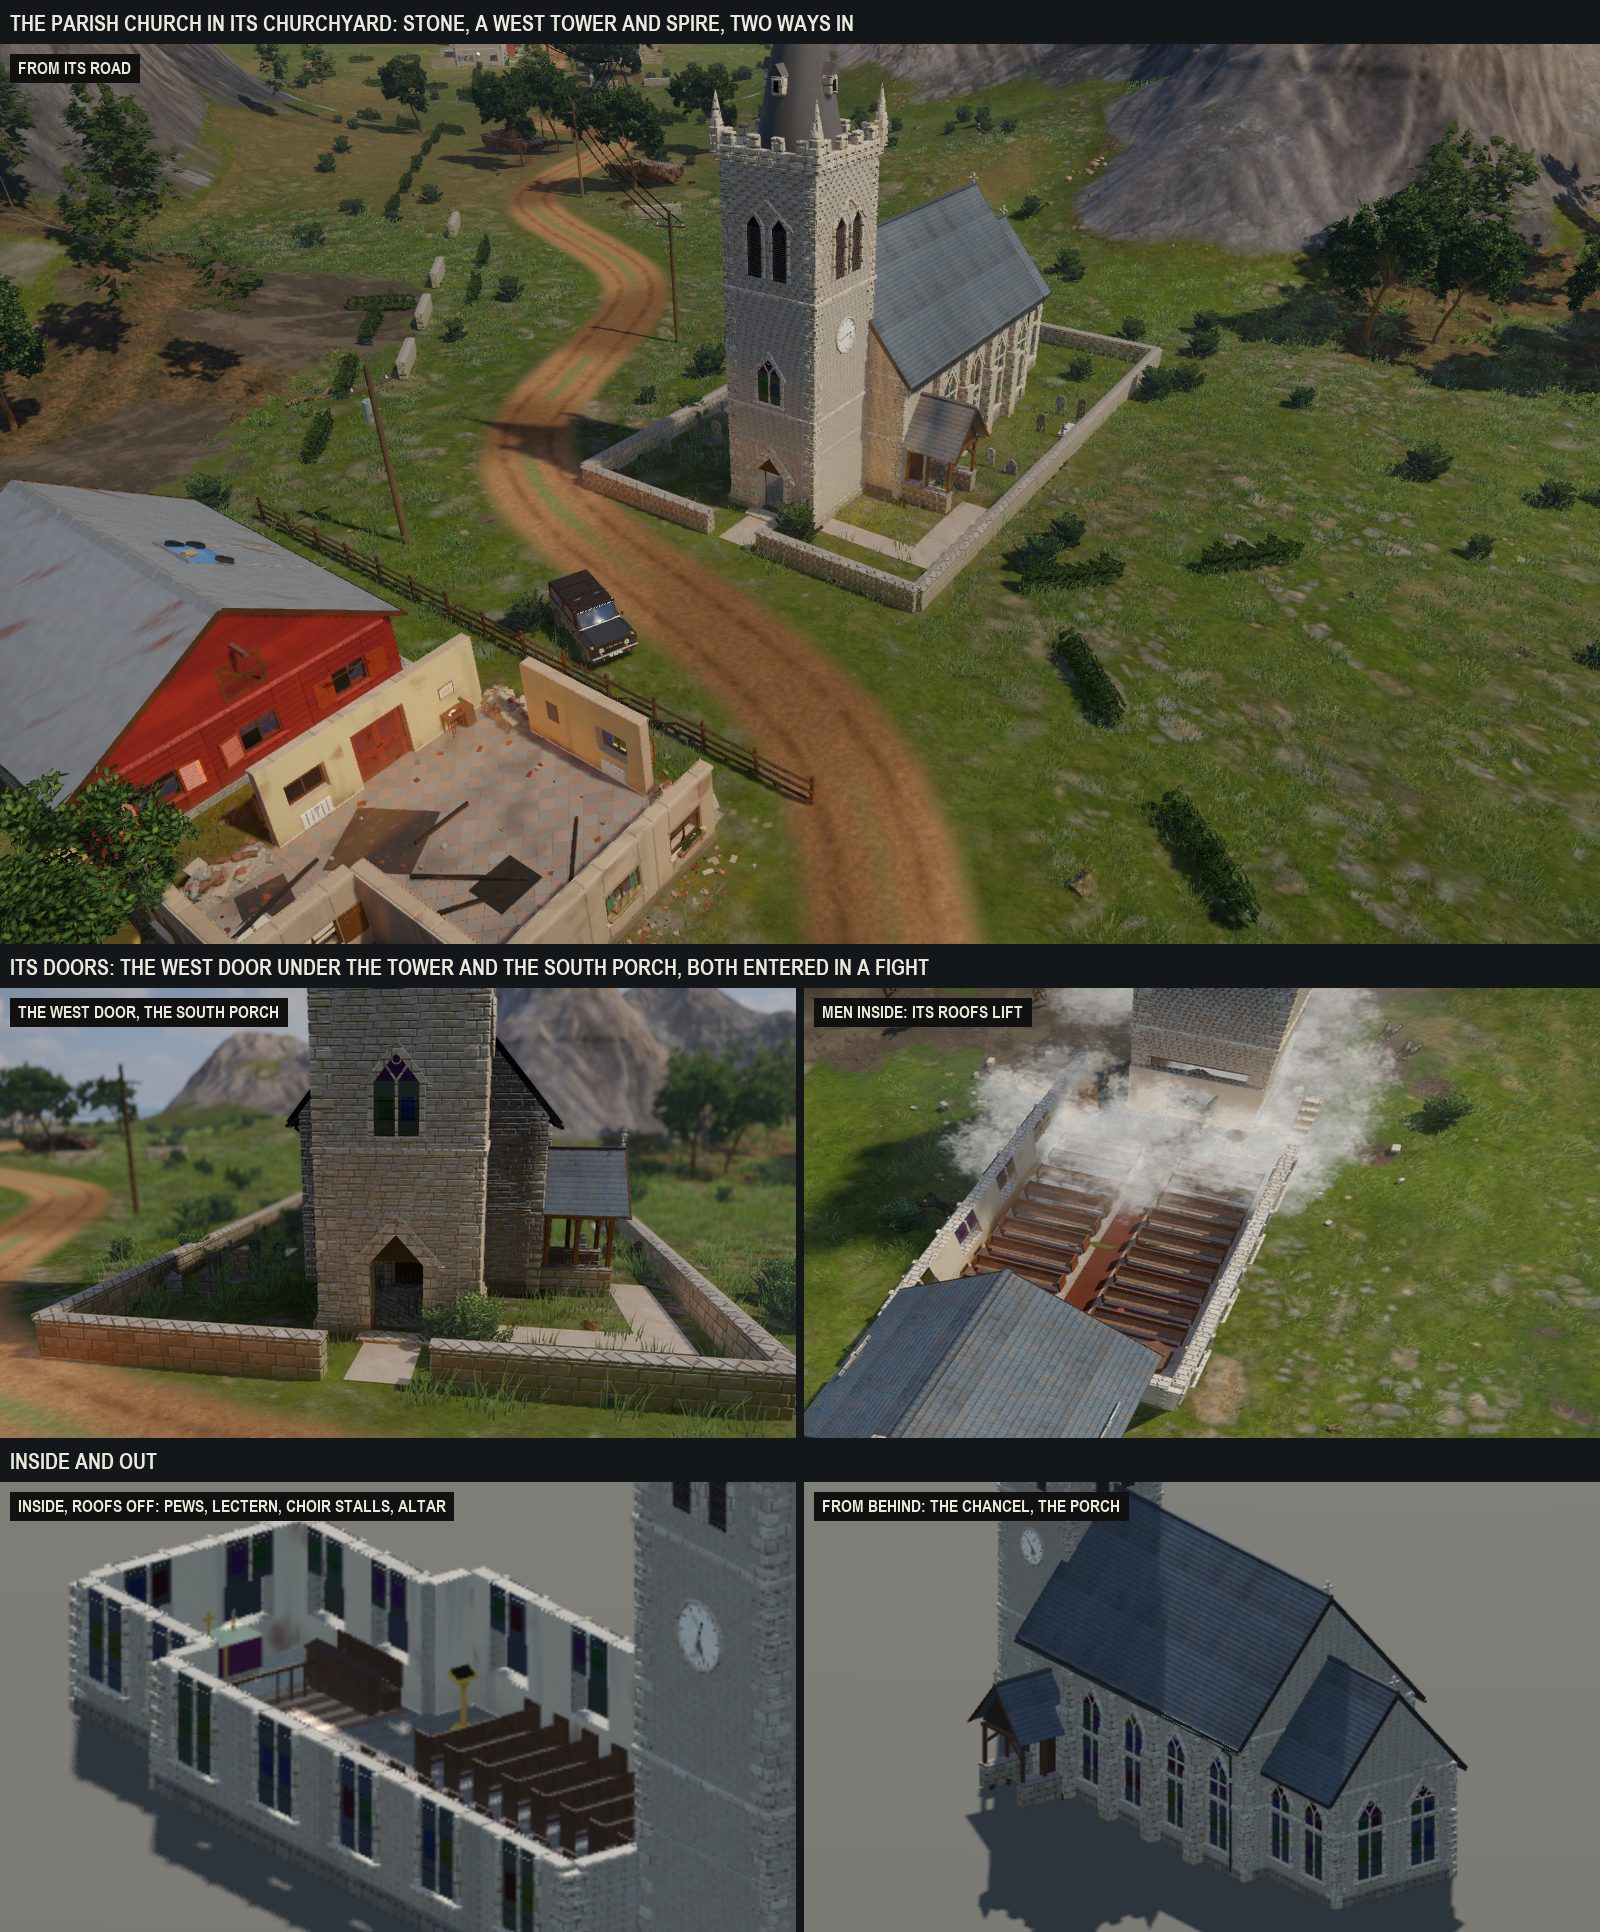 THE PARISH CHURCH IN ITS CHURCHYARD: STONE, A WEST TOWER AND SPIRE, TWO WAYS IN
FROM ITS ROAD
ITS DOORS: THE WEST DOOR UNDER THE TOWER AND THE SOUTH PORCH, BOTH ENTERED IN A FIGHT
THE WEST DOOR, THE SOUTH PORCH
MEN INSIDE: ITS ROOFS LIFT
INSIDE AND OUT
INSIDE, ROOFS OFF: PEWS, LECTERN, CHOIR STALLS, ALTAR
FROM BEHIND: THE CHANCEL, THE PORCH